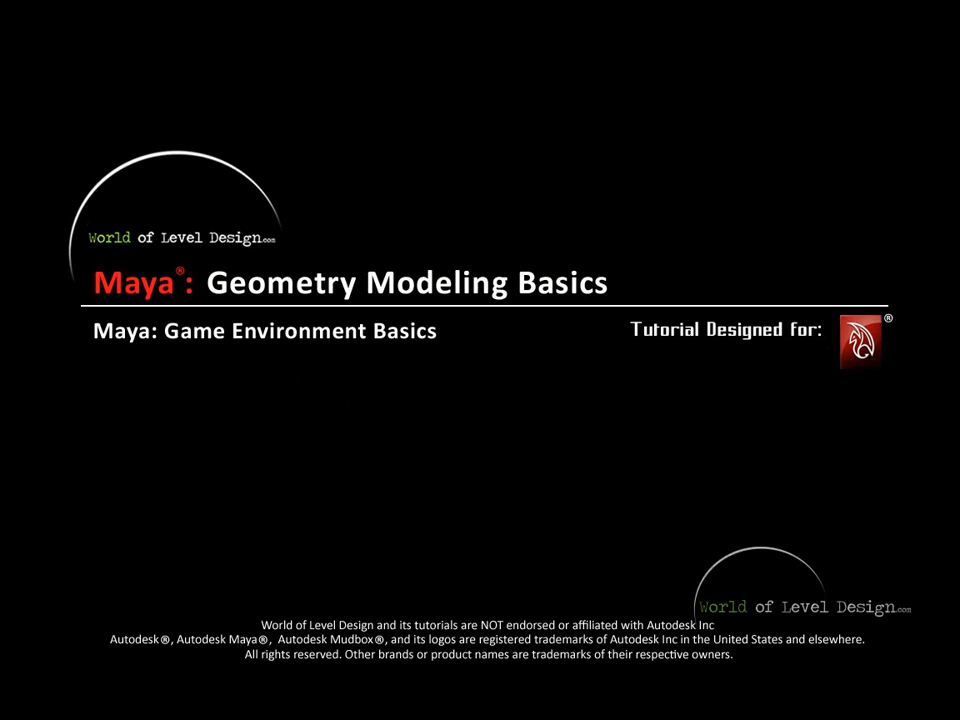 World of Level Design.com
Maya®: Geometry Modeling Basics
Maya: Game Environment Basics
Tutorial Designed for:
®
World of Level Design.com
World of Level Design and its tutorials are NOT endorsed or affiliated with Autodesk Inc
Autodesk®, Autodesk Maya®, Autodesk Mudbox®, and its logos are registered trademarks of Autodesk Inc in the United States and elsewhere.
All rights reserved. Other brands or product names are trademarks of their respective owners.